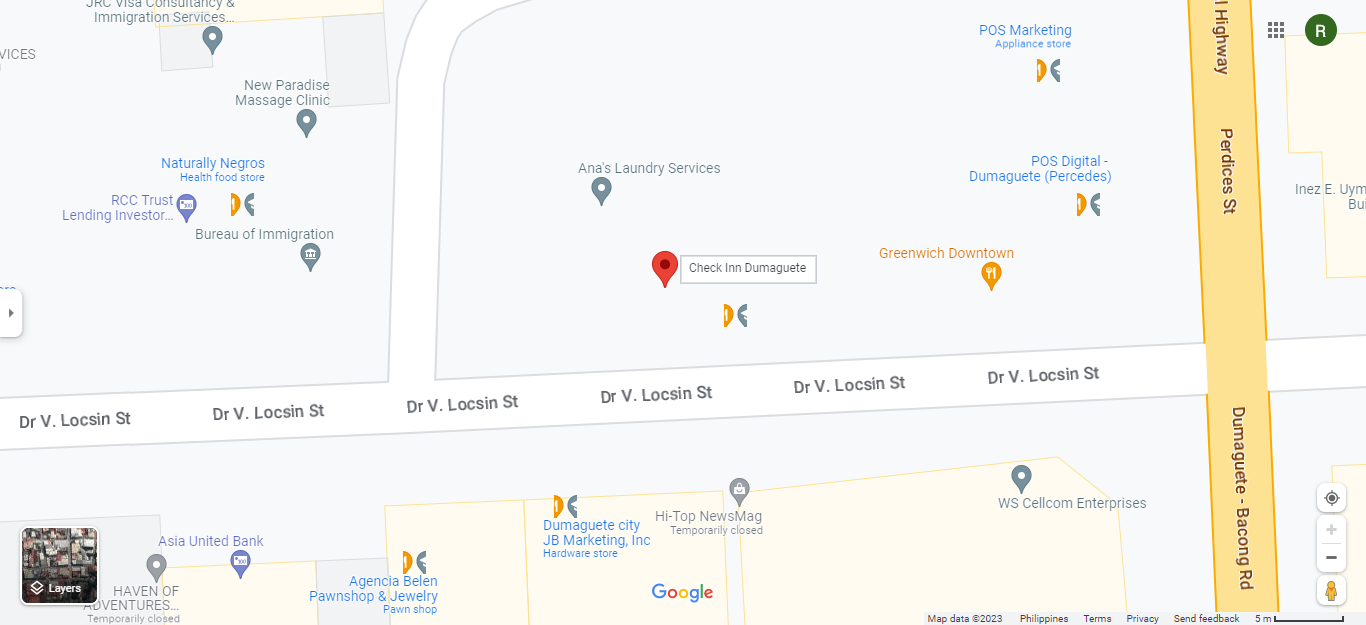 JRC Visa Consultancy &
Immigration Services...
VICES
New Paradise
Massage Clinic
Naturally Negros
Health food store
RCC Trust
Lending Investor...
Bureau of Immigration
Ana's Laundry Services
Check Inn Dumaguete
POS Marketing
Appliance store
POS Digital -
Dumaguete (Percedes)
Greenwich Downtown
Highway
Perdices St
R
Inez E. Uym
Bui
Dr V. Locsin St
Dr V. Locsin St
Dr V. Locsin St
Dr V. Locsin St
Dr V. Locsin St
Dr V. Locsin St
Dumaguete - Bacong Rd
WS Cellcom Enterprises
Hi-Top NewsMag
Temporarily closed
Dumaguete city
JB Marketing, Inc
Hardware store
Asia United Bank
Agencia Belen
Pawnshop & Jewelry
Pawn shop
HAVEN OF
ADVENTURES...
Temporarily closed
Layers
Google
Map data ©2023 Philippines Terms Privacy Send feedback 5 m